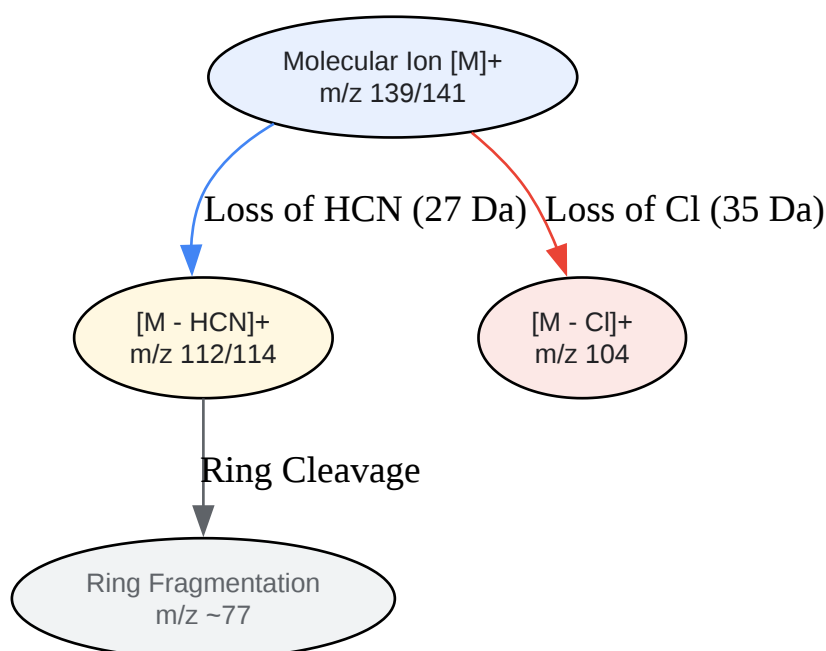 Molecular Ion [M]+
m/z 139/141
Loss of HCN (27 Da)
Loss of Cl (35 Da)
[M - HCN]+
m/z 112/114
[M - Cl]+
m/z 104
Ring Cleavage
Ring Fragmentation
m/z ~77